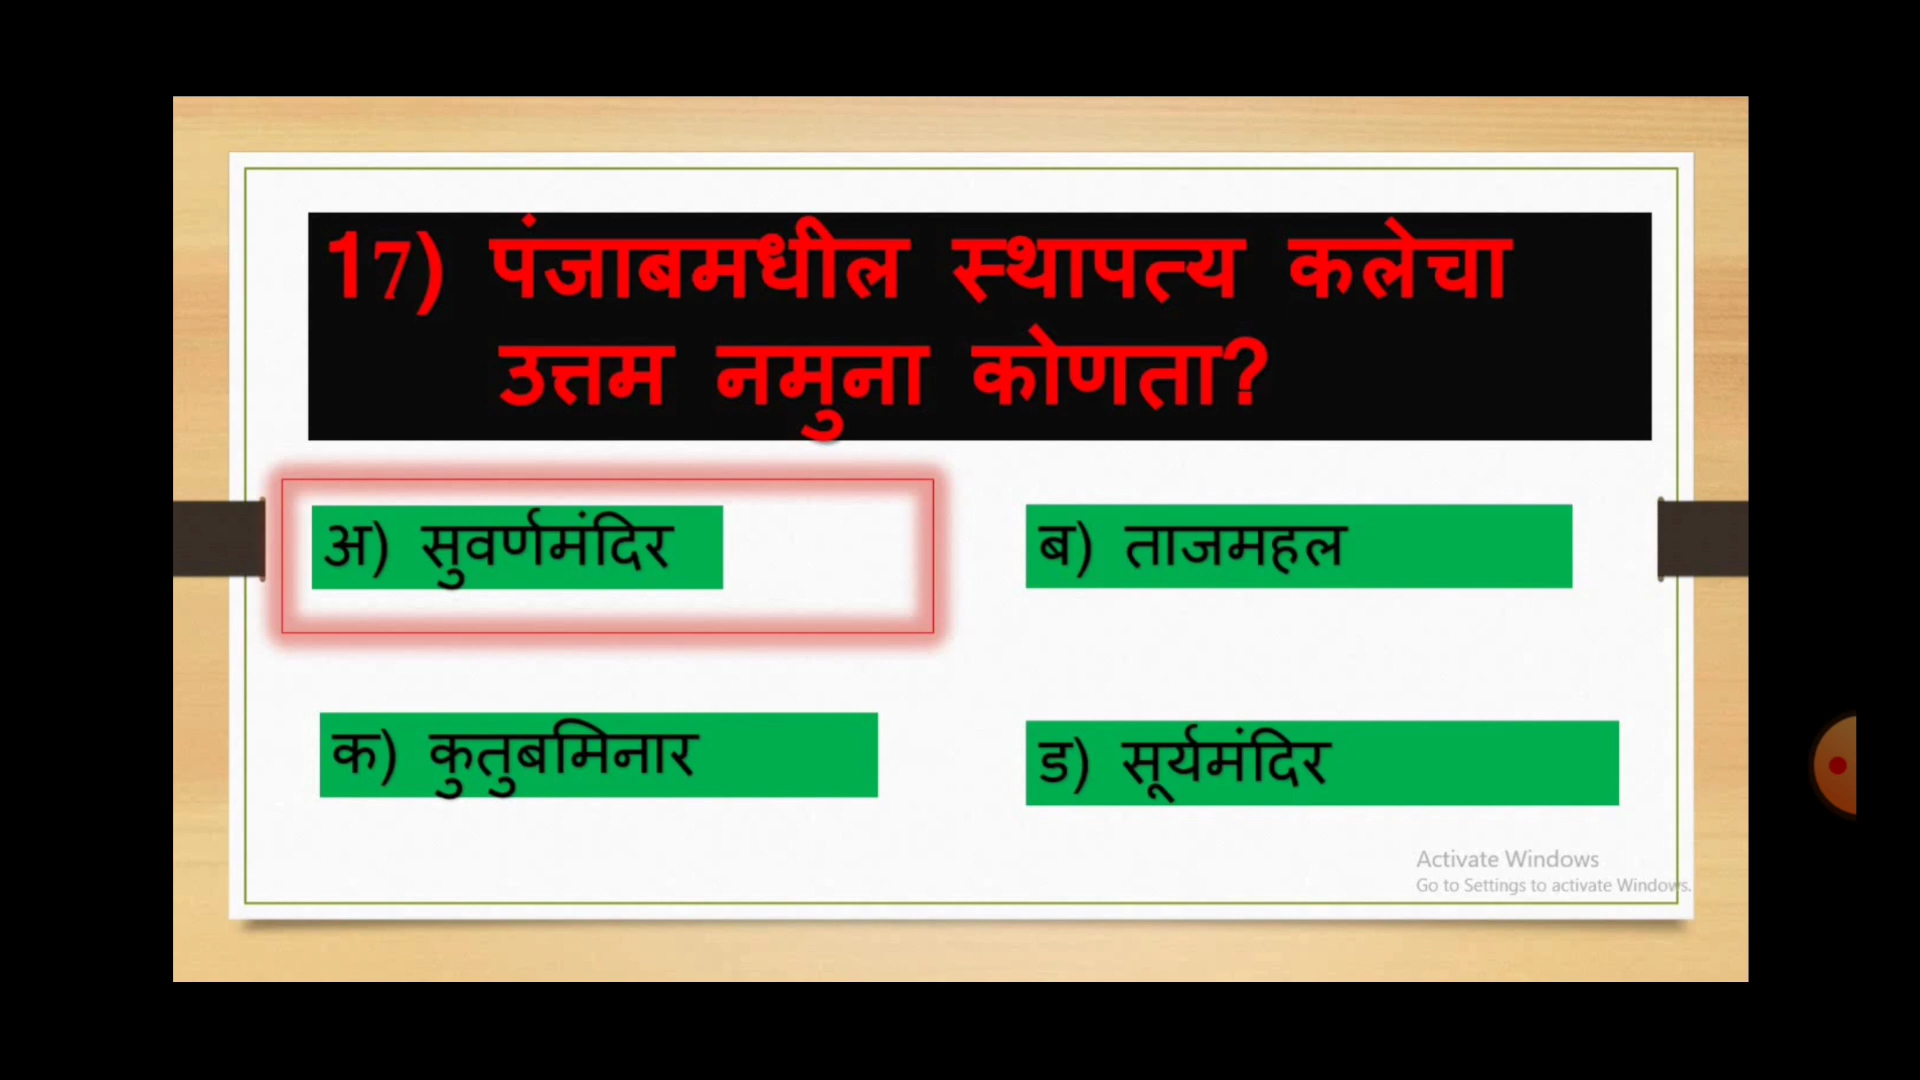 17) पंजाबमधील स्थापत्य कलेचा
उत्तम नमुना कोणता?
अ) सुवर्णमंदिर
ब) ताजमहल
क) कुतुबमिनार
ड) सूर्यमंदिर
Activate Windows
Go to Settings to activate Windows.